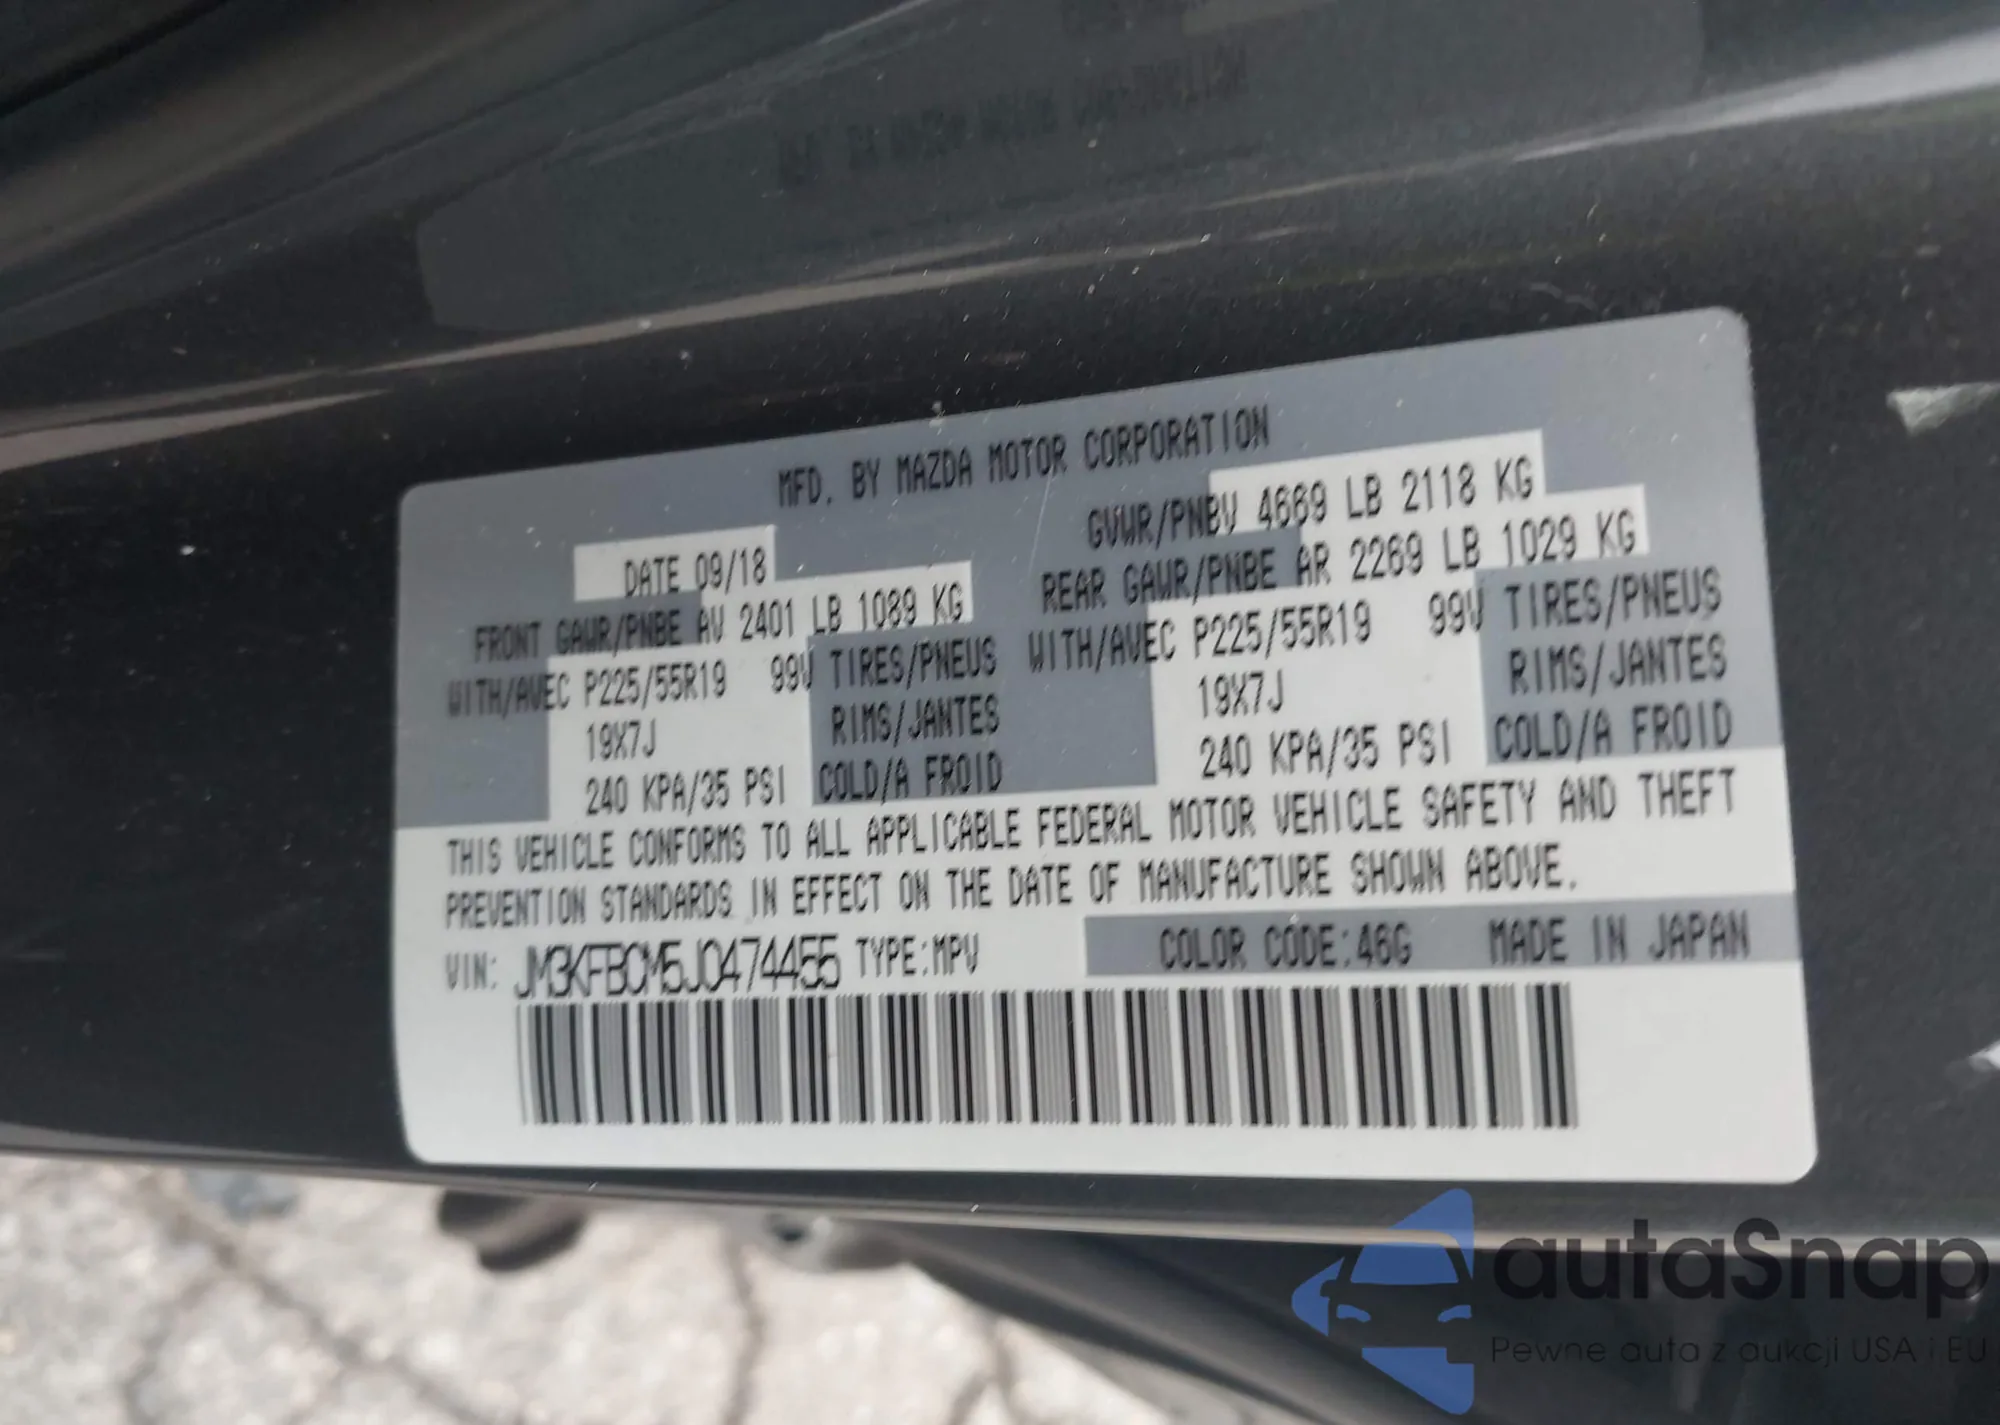 MFD. BY MAZDA MOTOR CORPORATION
DATE 09/18
GVWR/PNBV 4669 LB 2118 KG
FRONT GAWR/PNBE AV 2401 LB 1089 KG
REAR GAWR/PNBE AR 2269 LB 1029 KG
WITH/AVEC P225/55R19 99V TIRES/PNEUS
WITH/AVEC P225/55R19 99V TIRES/PNEUS
19X7J RIMS/JANTES
19X7J RIMS/JANTES
240 KPA/35 PSI COLD/A FROID
240 KPA/35 PSI COLD/A FROID
THIS VEHICLE CONFORMS TO ALL APPLICABLE FEDERAL MOTOR VEHICLE SAFETY AND THEFT
PREVENTION STANDARDS IN EFFECT ON THE DATE OF MANUFACTURE SHOWN ABOVE.
VIN: JM3KFBCM5J0474455 TYPE:MPV COLOR CODE:46G MADE IN JAPAN
autaSnap
Pewne auta z aukcji USA i EU